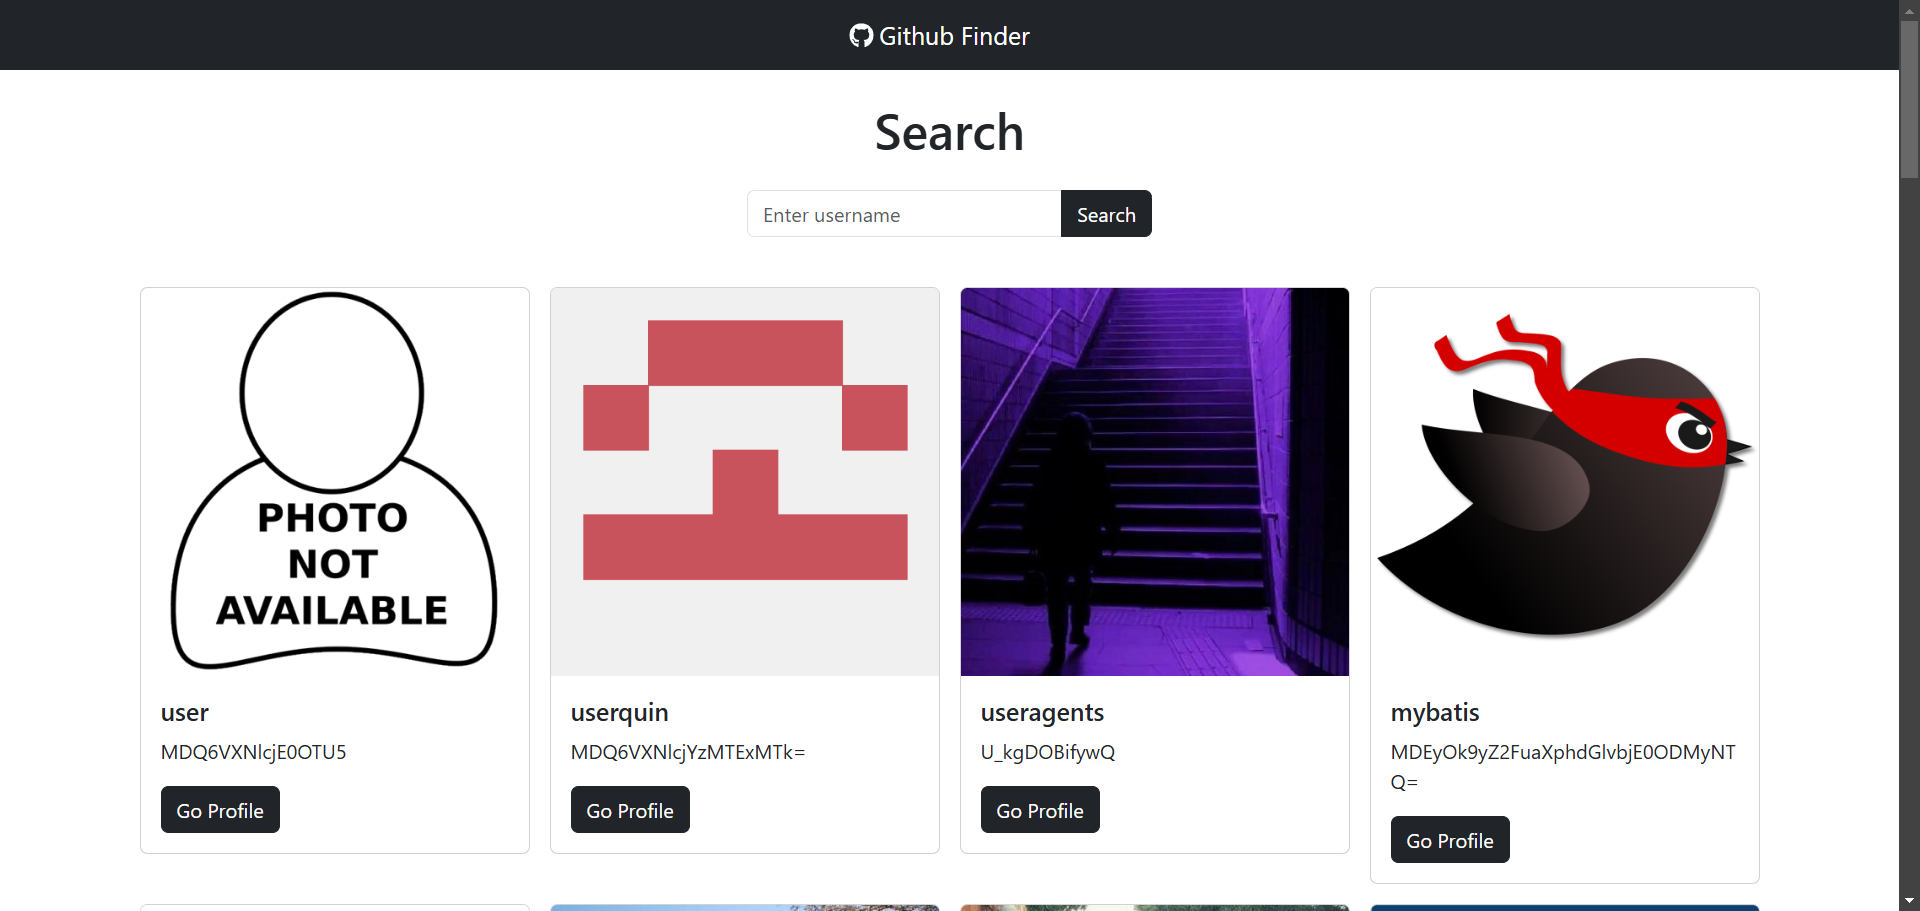 Github Finder
Search
Enter username
Search
PHOTO
NOT
AVAILABLE
user
MDQ6VXNlcjE0OTU5
Go Profile
userquin
MDQ6VXNlcjYzMTExMTk=
Go Profile
useragents
U_kgDOBifywQ
Go Profile
mybatis
MDEyOk9yZ2FuaXphdGlvbjE0ODMyNT
Q=
Go Profile